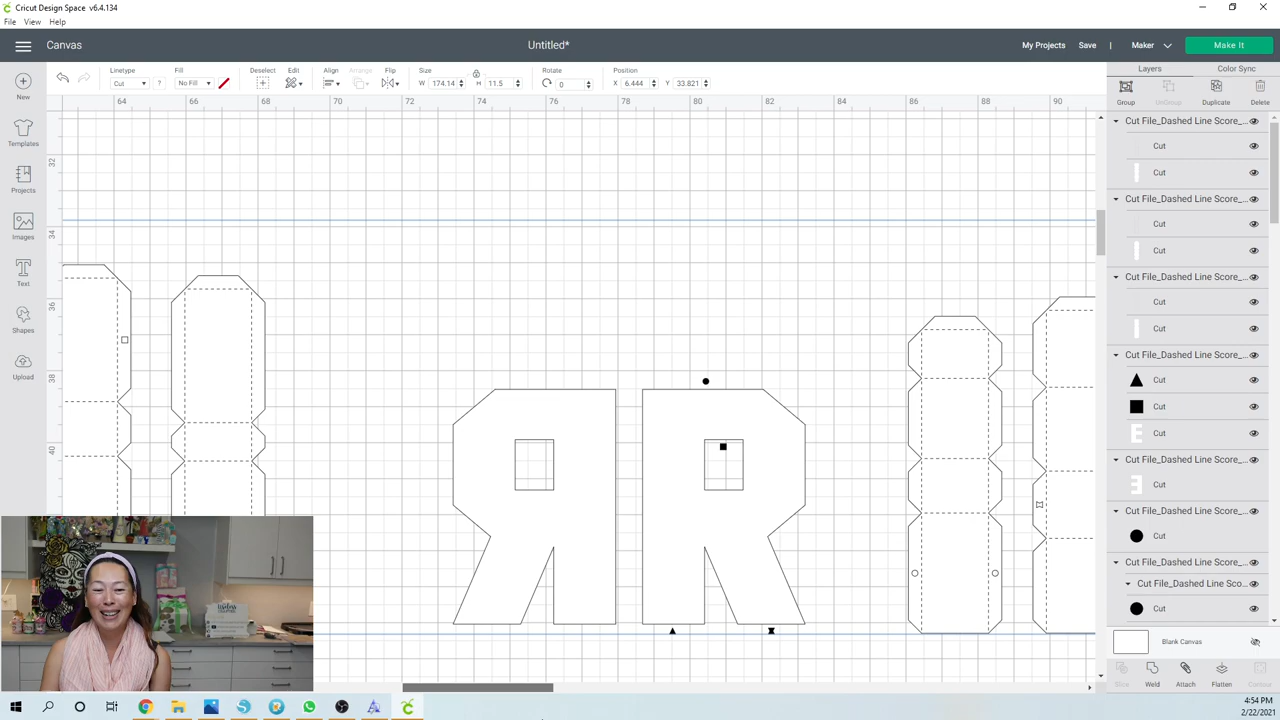 Cricut Design Space v6.4.134
File View Help
Canvas
Untitled*
My Projects Save | Maker Make It
New
Templates
Projects
Images
Text
Shapes
Upload
Linetype Fill Deselect Edit Align Arrange Flip Size Rotate Position
Cut No Fill ? W 174.14 H 11.5 0 X 6.444 Y 33.821
64 66 68 70 72 74 76 78 80 82 84 86 88 90
32
34
36
38
40
Layers Color Sync
Group UnGroup Duplicate Delete
Cut File_Dashed Line Score_...
Cut
Cut
Cut File_Dashed Line Score_...
Cut
Cut
Cut File_Dashed Line Score_...
Cut
Cut
Cut File_Dashed Line Score_...
Cut
Cut
Cut
Cut File_Dashed Line Score_...
Cut
Cut File_Dashed Line Score_...
Cut
Cut File_Dashed Line Score_...
Cut File_Dashed Line Sco...
Cut
Blank Canvas
Slice Weld Attach Flatten Contour
R R
4:54 PM
2/22/2021